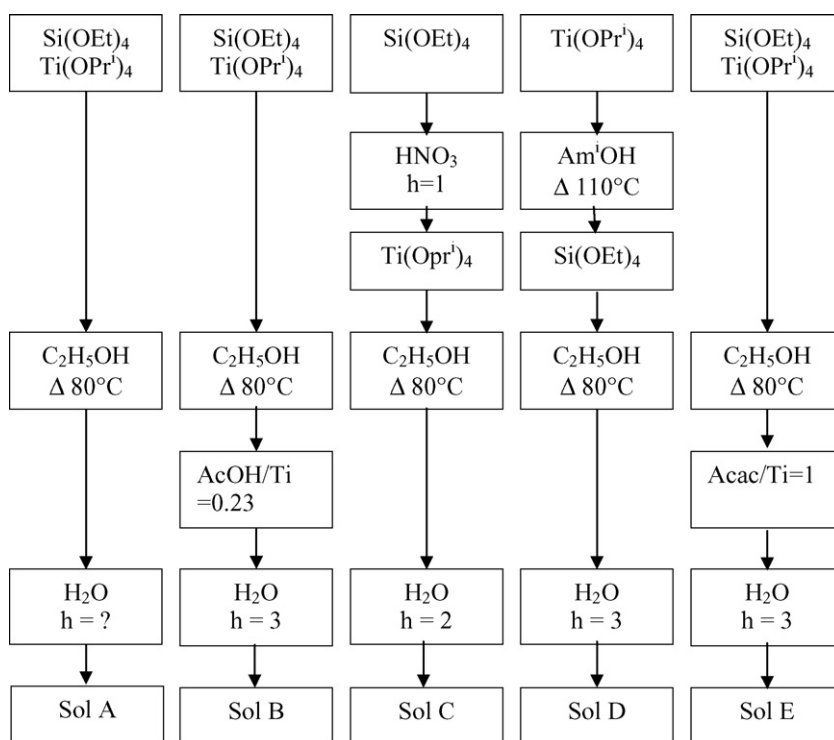 Si(OEt)₄
Ti(OPrⁱ)₄
Si(OEt)₄
Ti(OPrⁱ)₄
Si(OEt)₄
Ti(OPrⁱ)₄
Si(OEt)₄
Ti(OPrⁱ)₄
HNO₃
h=1
AmⁱOH
Δ 110°C
Ti(Oprⁱ)₄
Si(OEt)₄
C₂H₅OH
Δ 80°C
C₂H₅OH
Δ 80°C
C₂H₅OH
Δ 80°C
C₂H₅OH
Δ 80°C
C₂H₅OH
Δ 80°C
AcOH/Ti
=0.23
Acac/Ti=1
H₂O
h = ?
H₂O
h = 3
H₂O
h = 2
H₂O
h = 3
H₂O
h = 3
Sol A
Sol B
Sol C
Sol D
Sol E